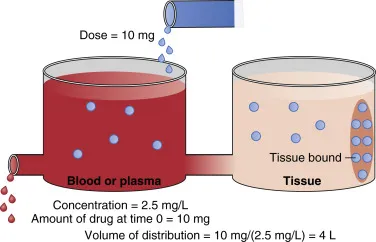 Dose = 10 mg
Tissue bound
Blood or plasma
Tissue
Concentration = 2.5 mg/L
Amount of drug at time 0 = 10 mg
Volume of distribution = 10 mg/(2.5 mg/L) = 4 L